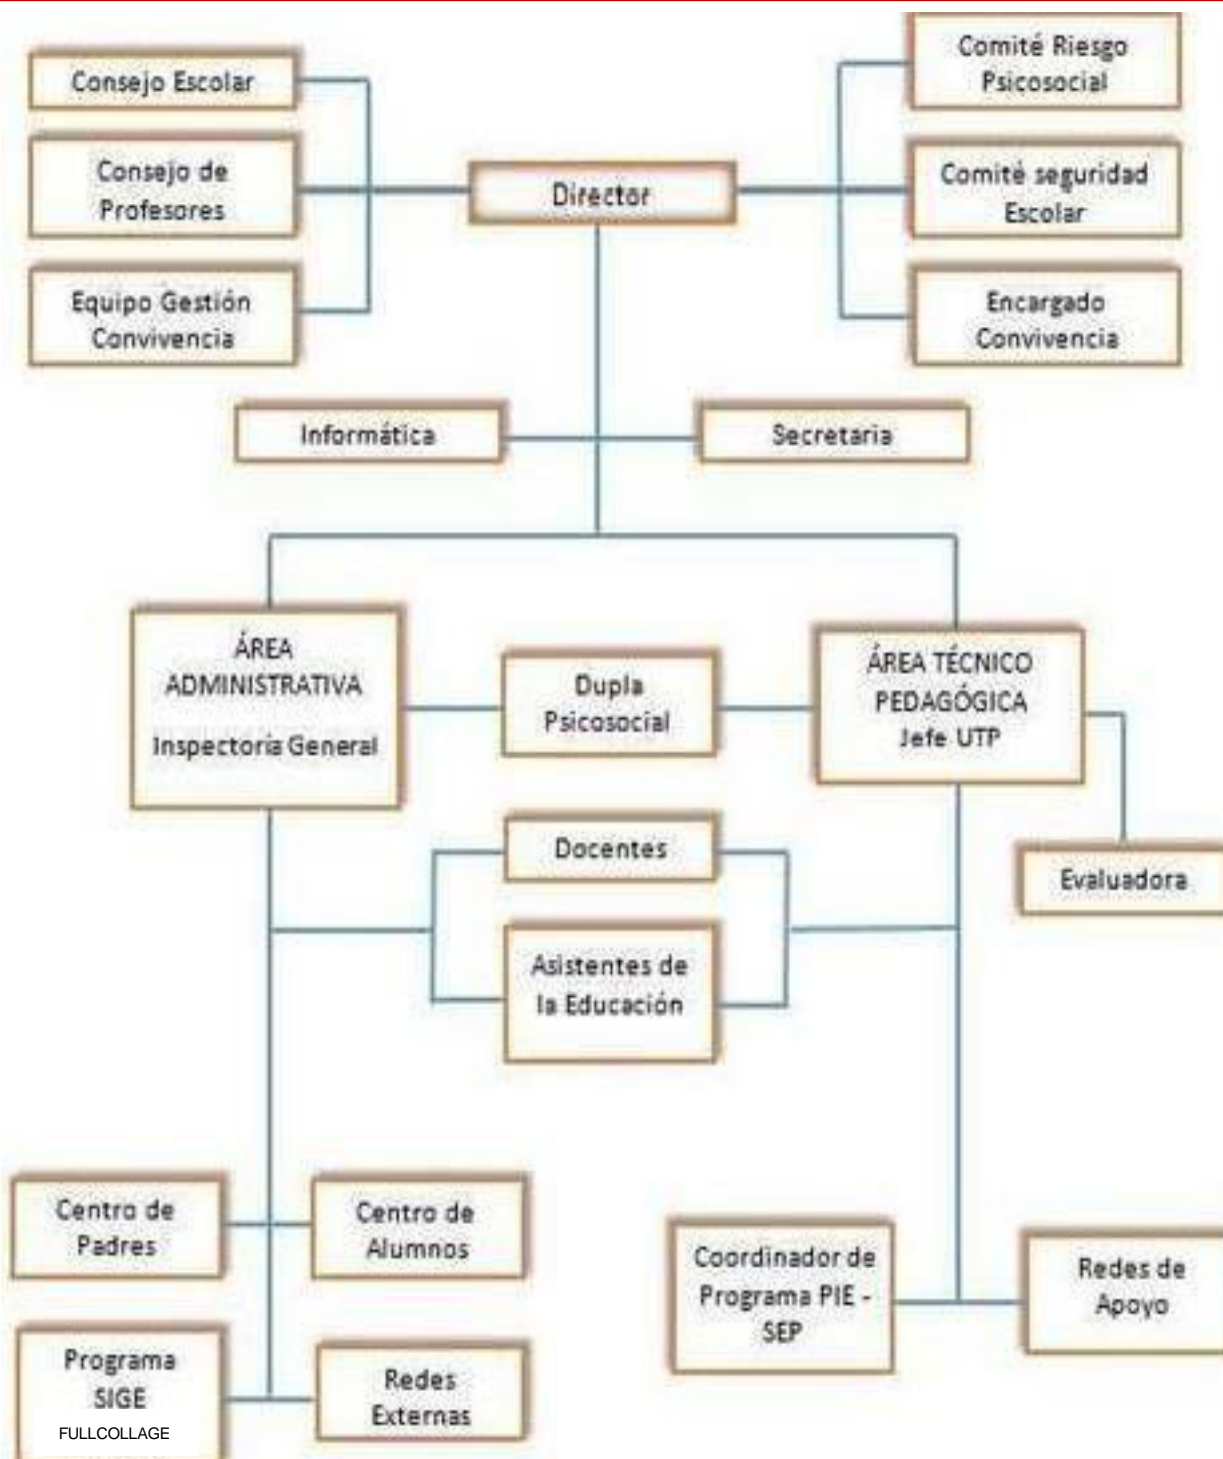 Consejo Escolar
Comité Riesgo
Psicosocial
Consejo de
Profesores
Director
Comité seguridad
Escolar
Equipo Gestión
Convivencia
Encargado
Convivencia
Informática
Secretaria
ÁREA
ADMINISTRATIVA
Inspectoría General
Dupla
Psicosocial
ÁREA TÉCNICO
PEDAGÓGICA
Jefe UTP
Docentes
Evaluadora
Asistentes de
la Educación
Centro de
Padres
Centro de
Alumnos
Coordinador de
Programa PIE -
SEP
Redes de
Apoyo
Programa
SIGE
FULLCOLLAGE
Redes
Externas